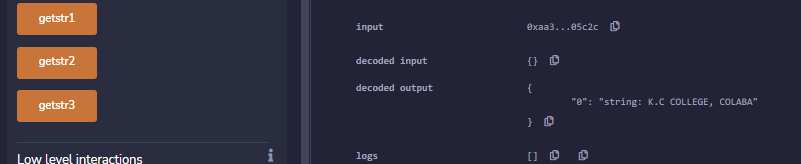 getstr1
getstr2
getstr3
Low level interactions
input 0xaa3...05c2c
decoded input {}
decoded output {
"0": "string: K.C COLLEGE, COLABA"
}
logs []